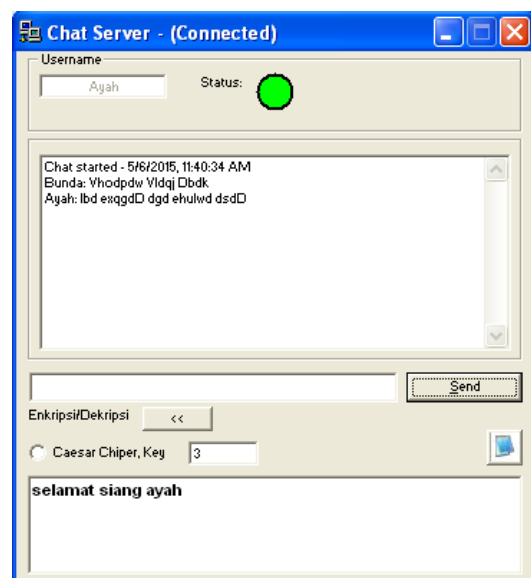 Chat Server - (Connected)
Username
Ayah
Status:
Chat started - 5/6/2015, 11:40:34 AM
Bunda: Vhodpdw Vldqj Dbdk
Ayah: lbd exqgdD dgd ehulwd dsdD
Send
Enkripsi/Dekripsi
<<
Caesar Chiper, Key
3
selamat siang ayah